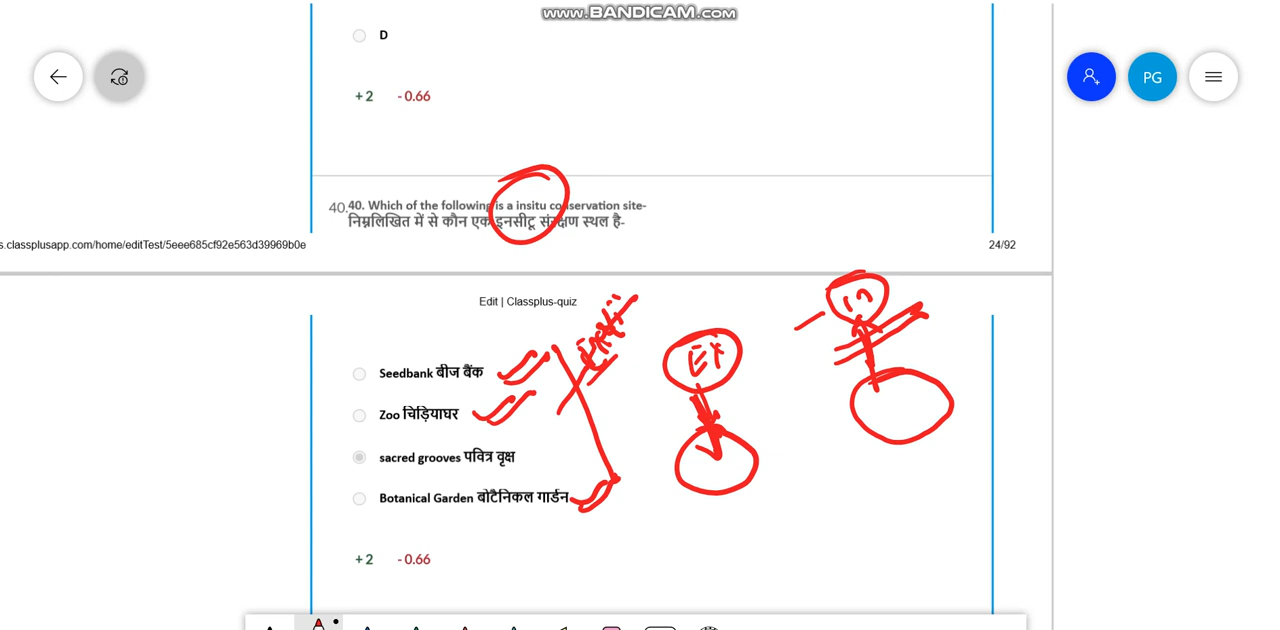 www.BANDICAM.com
D
PG
+ 2 - 0.66
40. 40. Which of the following is a insitu conservation site-
निम्नलिखित में से कौन एक इनसीटू संरक्षण स्थल है-
s.classplusapp.com/home/editTest/5eee685cf92e563d39969b0e
24/92
Edit | Classplus-quiz
in
Ex
Seedbank बीज बैंक
Zoo चिड़ियाघर
sacred grooves पवित्र वृक्ष
Botanical Garden बोटैनिकल गार्डन
+ 2 - 0.66